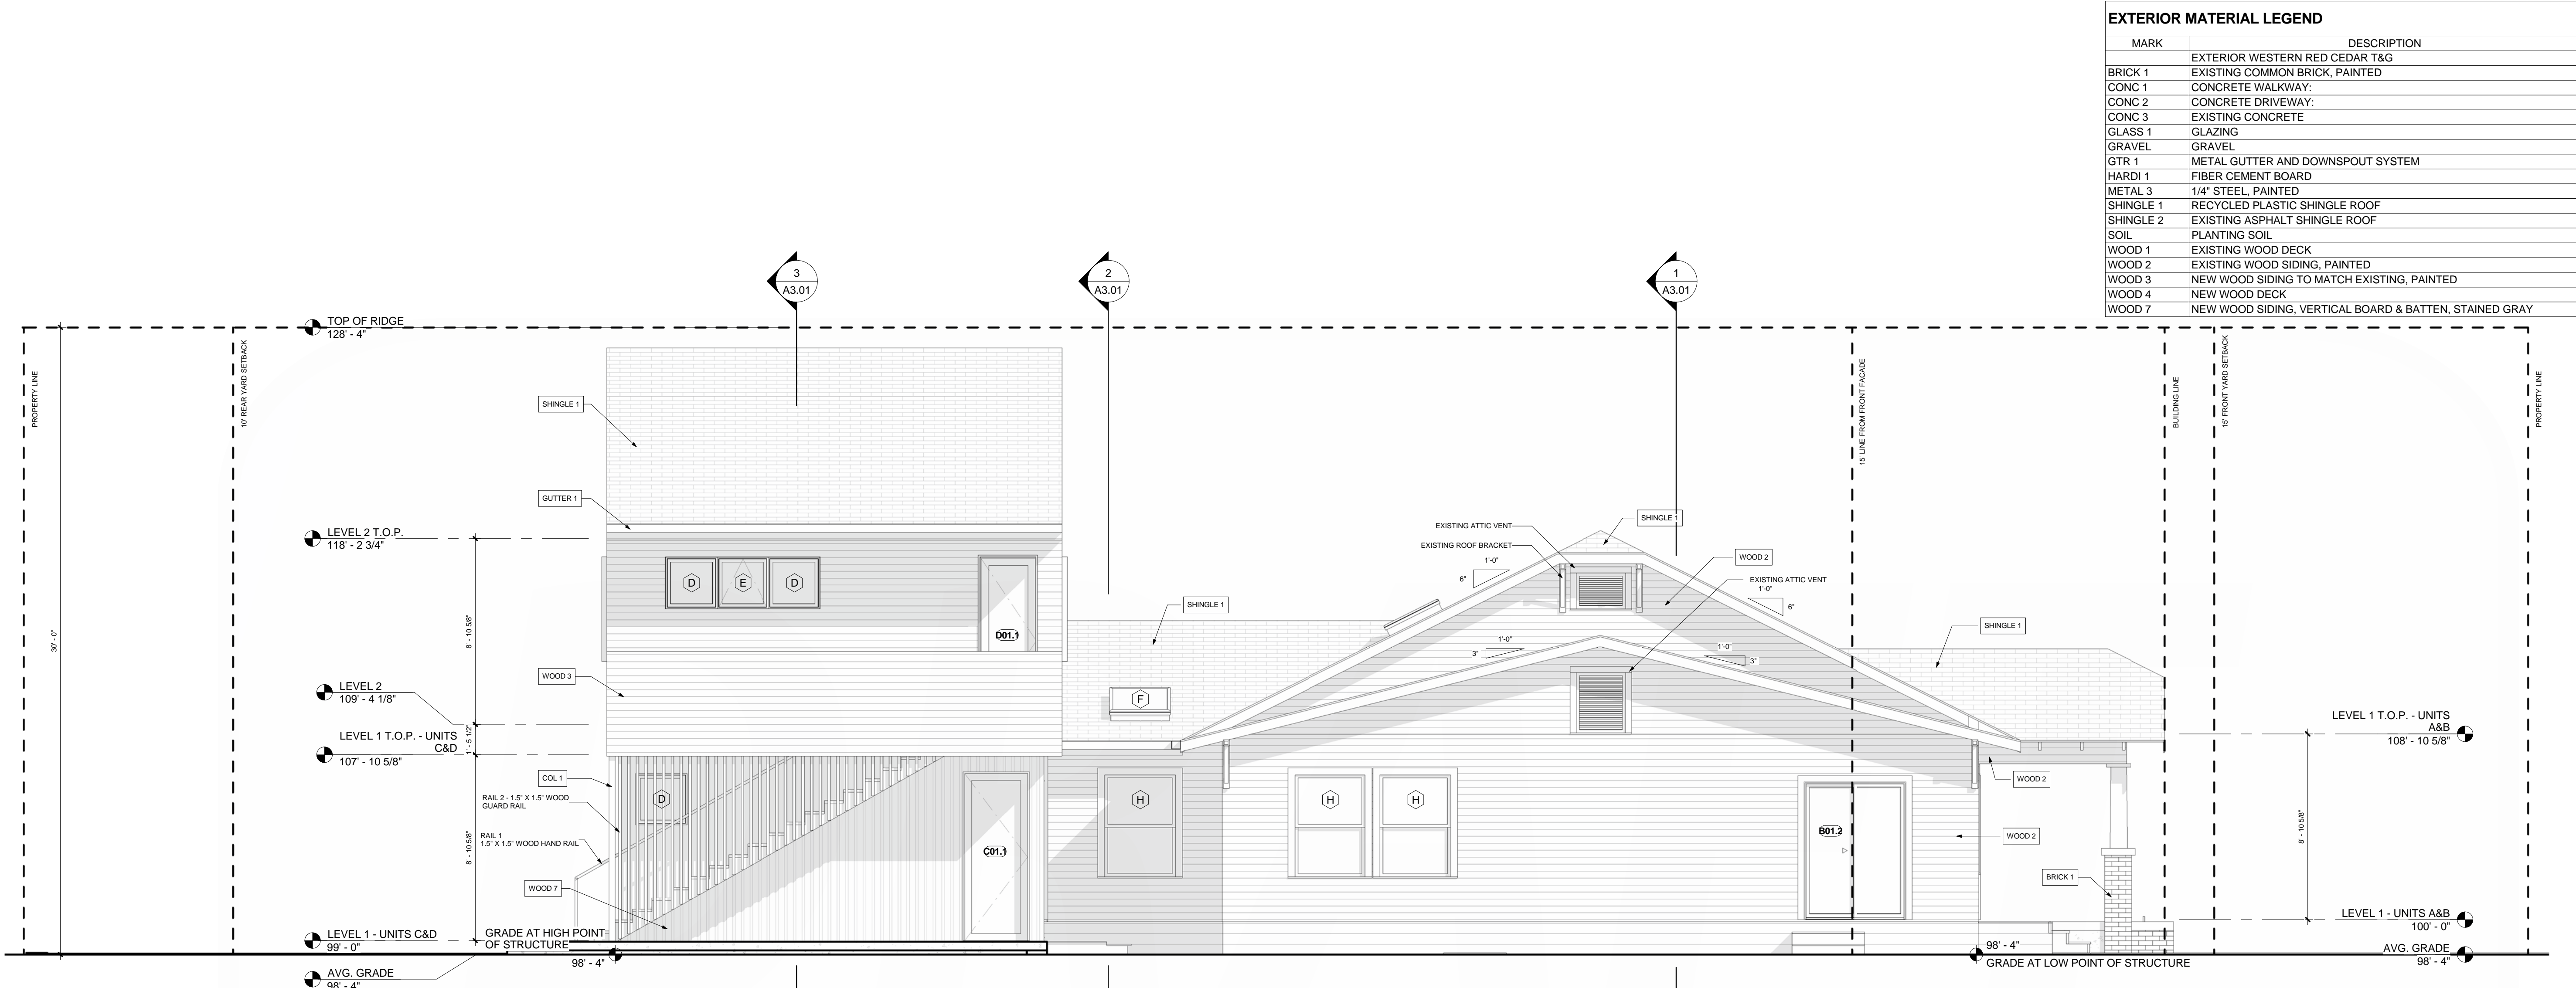 EXTERIOR MATERIAL LEGEND
MARK DESCRIPTION
EXTERIOR WESTERN RED CEDAR T&G
BRICK 1 EXISTING COMMON BRICK, PAINTED
CONC 1 CONCRETE WALKWAY:
CONC 2 CONCRETE DRIVEWAY:
CONC 3 EXISTING CONCRETE
GLASS 1 GLAZING
GRAVEL GRAVEL
GTR 1 METAL GUTTER AND DOWNSPOUT SYSTEM
HARDI 1 FIBER CEMENT BOARD
METAL 3 1/4" STEEL, PAINTED
SHINGLE 1 RECYCLED PLASTIC SHINGLE ROOF
SHINGLE 2 EXISTING ASPHALT SHINGLE ROOF
SOIL PLANTING SOIL
WOOD 1 EXISTING WOOD DECK
WOOD 2 EXISTING WOOD SIDING, PAINTED
WOOD 3 NEW WOOD SIDING TO MATCH EXISTING, PAINTED
WOOD 4 NEW WOOD DECK
WOOD 7 NEW WOOD SIDING, VERTICAL BOARD & BATTEN, STAINED GRAY
3
A3.01
2
A3.01
1
A3.01
TOP OF RIDGE
128' - 4"
PROPERTY LINE
10' REAR YARD SETBACK
15' LINE FROM FRONT FACADE
BUILDING LINE
15' FRONT YARD SETBACK
PROPERTY LINE
30' - 0"
SHINGLE 1
GUTTER 1
LEVEL 2 T.O.P.
118' - 2 3/4"
8' - 10 5/8"
D
E
D
D01.1
WOOD 3
LEVEL 2
109' - 4 1/8"
1' - 5 1/2"
LEVEL 1 T.O.P. - UNITS
C&D
107' - 10 5/8"
COL 1
RAIL 2 - 1.5" X 1.5" WOOD
GUARD RAIL
RAIL 1
1.5" X 1.5" WOOD HAND RAIL
8' - 10 5/8"
WOOD 7
D
C01.1
LEVEL 1 - UNITS C&D
99' - 0"
GRADE AT HIGH POINT
OF STRUCTURE
98' - 4"
AVG. GRADE
98' - 4"
SHINGLE 1
F
H
H
H
EXISTING ATTIC VENT
EXISTING ROOF BRACKET
1'-0"
6"
SHINGLE 1
WOOD 2
EXISTING ATTIC VENT
1'-0"
6"
1'-0"
3"
1'-0"
3"
SHINGLE 1
WOOD 2
B01.2
WOOD 2
BRICK 1
LEVEL 1 T.O.P. - UNITS
A&B
108' - 10 5/8"
8' - 10 5/8"
LEVEL 1 - UNITS A&B
100' - 0"
98' - 4"
GRADE AT LOW POINT OF STRUCTURE
AVG. GRADE
98' - 4"